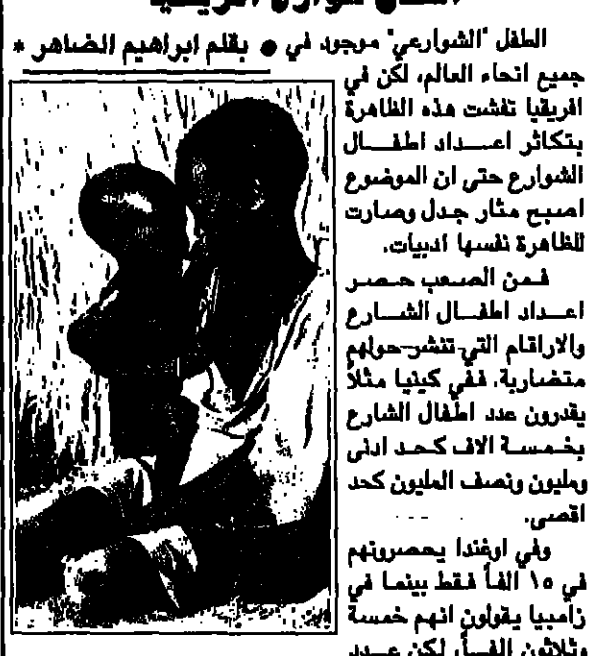 بقلم ابراهيم الضاهر *
الطفل "الشوارعي" موجود في
جميع انحاء العالم، لكن في
افريقيا تفشت هذه الظاهرة
بتكاثر اعداد اطفال
الشوارع حتى ان الموضوع
اصبح مثار جدل وصارت
للظاهرة نفسها ادبيات.
فمن الصعب حصر
اعداد اطفال الشارع
والاراقام التي تنشر حولهم
متضاربة. ففي كينيا مثلاً
يقدرون عدد اطفال الشارع
بخمسة الاف كحد ادنى
ومليون ونصف المليون كحد
اقصى.
وفي اوغندا يحصرونهم
في ١٥ الفاً فقط بينما في
زامبيا يقولون انهم خمسة
وثلاثون الفاً، لكن عدد